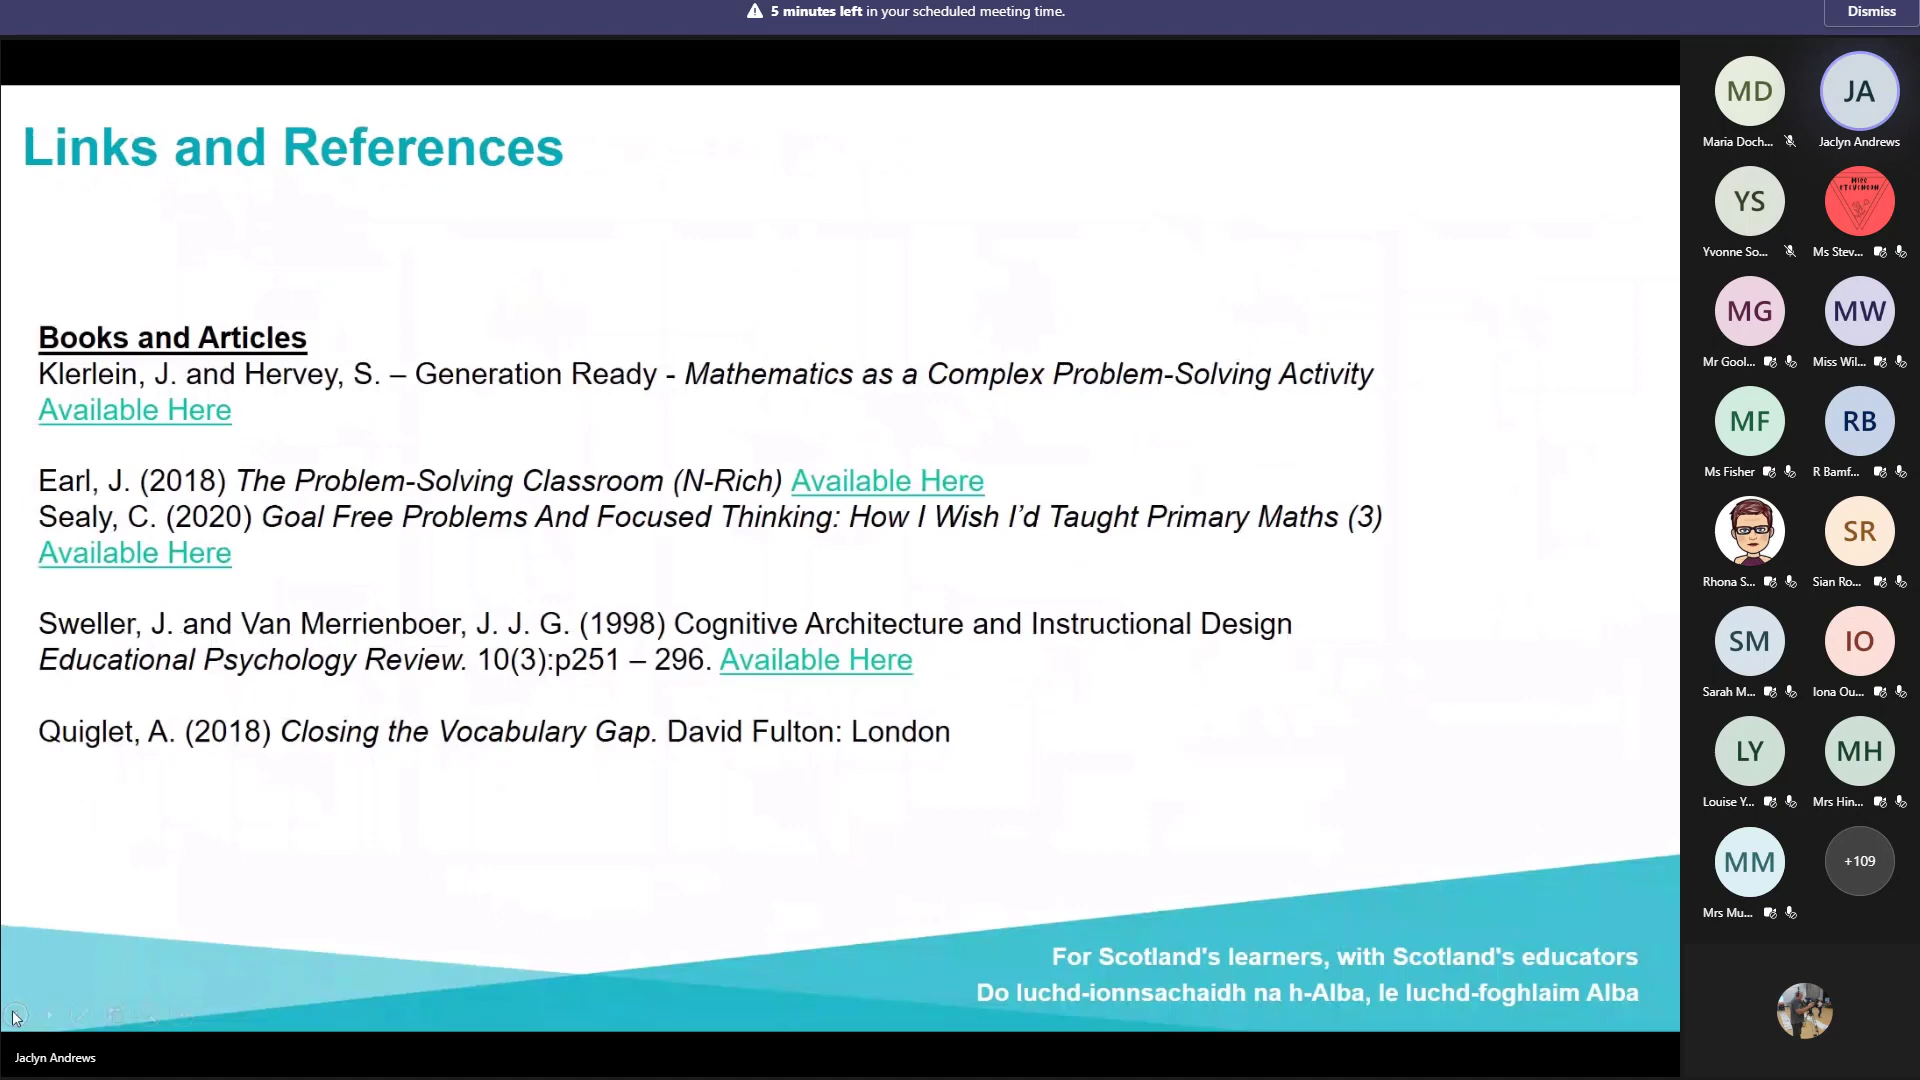 5 minutes left in your scheduled meeting time.
Dismiss
Links and References
Books and Articles
Klerlein, J. and Hervey, S. – Generation Ready - Mathematics as a Complex Problem-Solving Activity
Available Here
Earl, J. (2018) The Problem-Solving Classroom (N-Rich) Available Here
Sealy, C. (2020) Goal Free Problems And Focused Thinking: How I Wish I’d Taught Primary Maths (3)
Available Here
Sweller, J. and Van Merrienboer, J. J. G. (1998) Cognitive Architecture and Instructional Design
Educational Psychology Review. 10(3):p251 – 296. Available Here
Quiglet, A. (2018) Closing the Vocabulary Gap. David Fulton: London
For Scotland's learners, with Scotland's educators
Do luchd-ionnsachaidh na h-Alba, le luchd-foghlaim Alba
Jaclyn Andrews
MD JA
Maria Doch... Jaclyn Andrews
YS
Yvonne So... Ms Stev...
MG MW
Mr Gool... Miss Wil...
MF RB
Ms Fisher R Bamf...
SR
Rhona S... Sian Ro...
SM IO
Sarah M... Iona Ou...
LY MH
Louise Y... Mrs Hin...
MM +109
Mrs Mu...